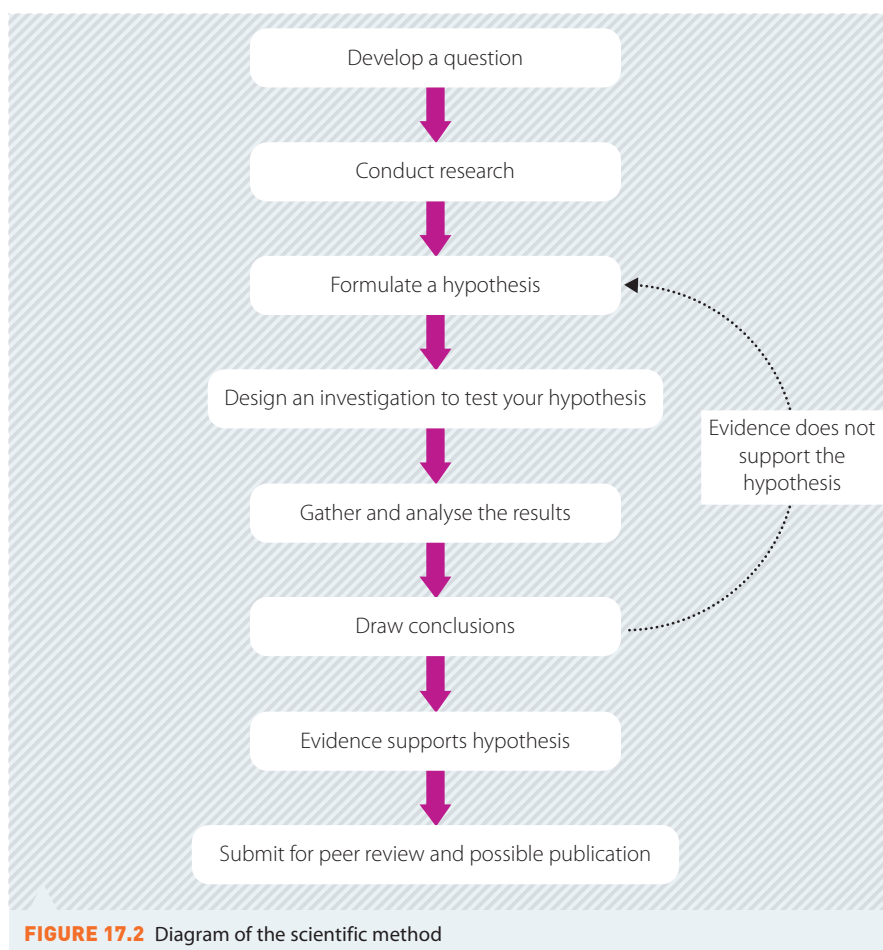 Develop a question
Conduct research
Formulate a hypothesis
Design an investigation to test your hypothesis
Evidence does not
support the
hypothesis
Gather and analyse the results
Draw conclusions
Evidence supports hypothesis
Submit for peer review and possible publication
FIGURE 17.2 Diagram of the scientific method